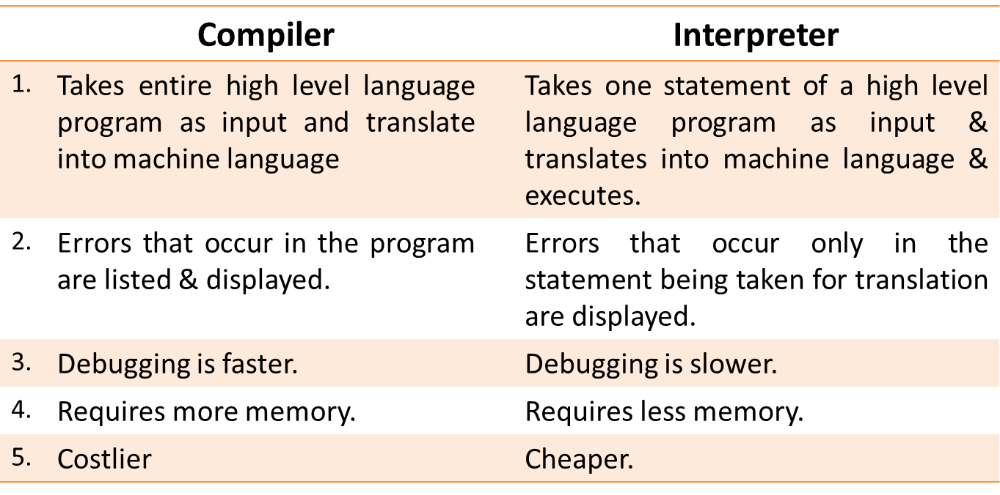 Compiler Interpreter
1. Takes entire high level language
program as input and translate
into machine language
Takes one statement of a high level
language program as input &
translates into machine language &
executes.
2. Errors that occur in the program
are listed & displayed.
Errors that occur only in the
statement being taken for translation
are displayed.
3. Debugging is faster. Debugging is slower.
4. Requires more memory. Requires less memory.
5. Costlier Cheaper.